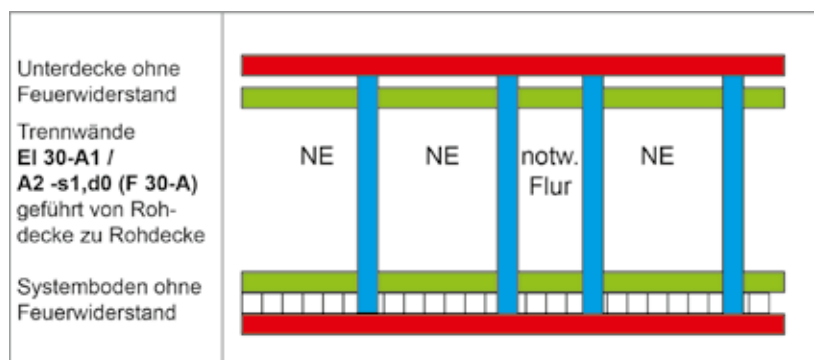 Unterdecke ohne
Feuerwiderstand
Trennwände
EI 30-A1 /
A2 -s1,d0 (F 30-A)
geführt von Roh-
decke zu Rohdecke
Systemboden ohne
Feuerwiderstand
NE
NE
notw.
Flur
NE